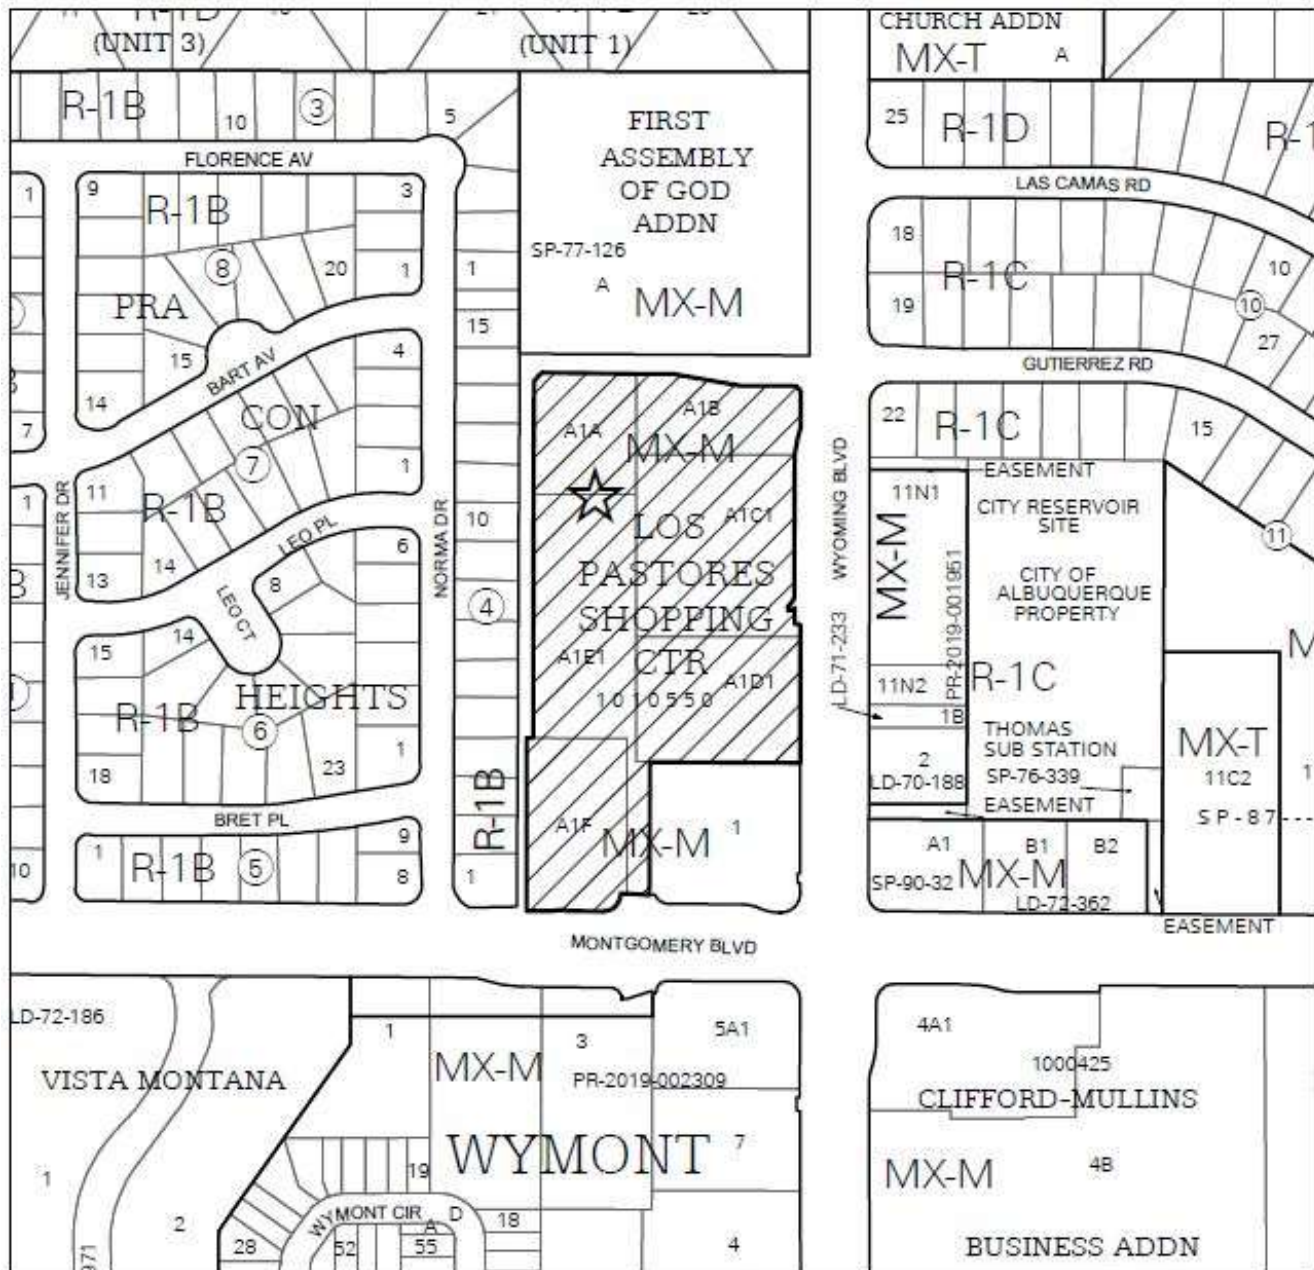 (UNIT 3)
(UNIT 1)
CHURCH ADDN
MX-T
A
R-1B
10
3
5
FLORENCE AV
FIRST
ASSEMBLY
OF GOD
ADDN
SP-77-126
A
MX-M
25
R-1D
LAS CAMAS RD
1
9
R-1B
3
8
20
1
1
PRA
15
15
BART AV
14
7
18
R-1C
10
19
10
27
GUTIERREZ RD
4
CON
7
1
11
R-1B
LEO PL
1
JENNIFER DR
13
14
LEO CT
8
6
NORMA DR
10
4
A1B
A1A
MX-M
LOS
A1C1
PASTORES
SHOPPING
CTR
A1E1
A1D1
1010550
WYOMING BLVD
LD-71-233
22
R-1C
15
EASEMENT
11N1
CITY RESERVOIR
SITE
MX-M
PR-2019-001951
CITY OF
ALBUQUERQUE
PROPERTY
11
11N2
R-1C
1B
THOMAS
SUB STATION
2
SP-76-339
LD-70-188
EASEMENT
MX-T
11C2
SP-87
15
14
R-1B
HEIGHTS
6
18
23
1
BRET PL
R-1B
1
R-1B
5
9
8
10
1
A1F
MX-M
1
A1
B1
B2
SP-90-32
MX-M
LD-72-362
EASEMENT
MONTGOMERY BLVD
LD-72-186
1
3
5A1
4A1
VISTA MONTANA
MX-M
PR-2019-002309
1000425
CLIFFORD-MULLINS
WYMONT
7
1
19
MX-M
4B
2
WYMONT CIR
A
D
18
28
52
55
4
BUSINESS ADDN